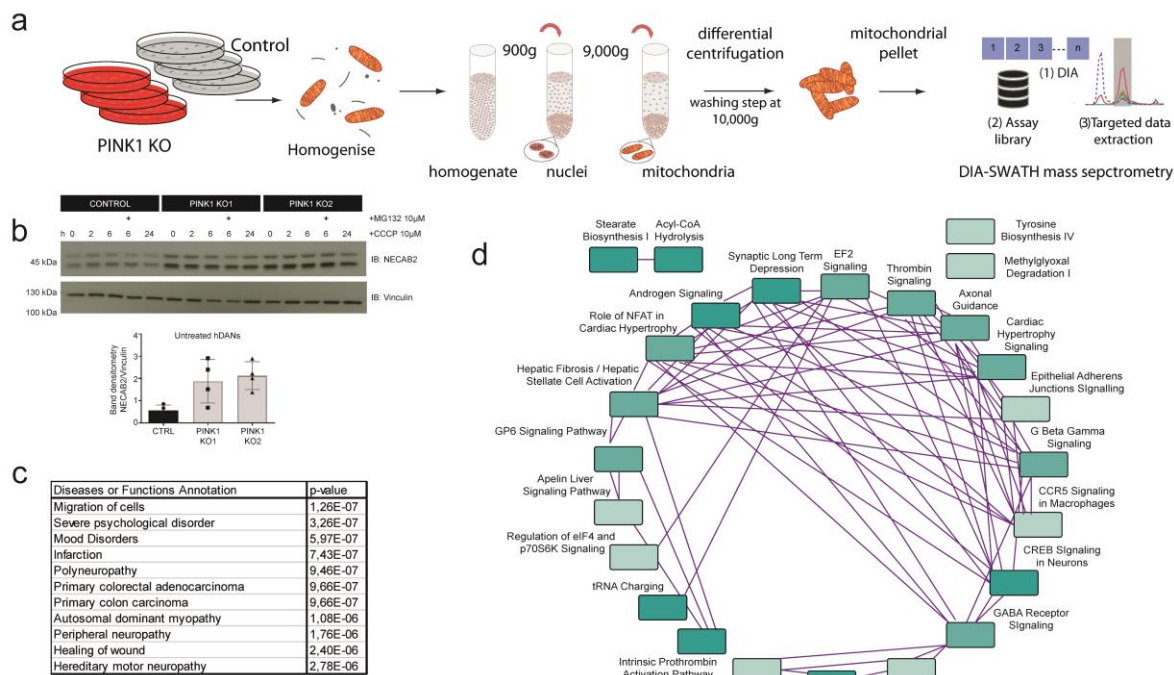 a
Control
PINK1 KO
Homogenise
900g
9,000g
homogenate
nuclei
mitochondria
differential
centrifugation
washing step at
10,000g
mitochondrial
pellet
1 2 3 n
(1) DIA
(2) Assay
library
(3)Targeted data
extraction
DIA-SWATH mass sepctrometry
b
CONTROL PINK1 KO1 PINK1 KO2
+ + + +MG132 10µM
h 0 2 6 6 24 0 2 6 6 24 0 2 6 6 24 +CCCP 10µM
45 kDa
IB: NECAB2
130 kDa
100 kDa
IB: Vinculin
Untreated hDANs
Band densitometry
NECAB2/Vinculin
4
3
2
1
0
CTRL
PINK1
KO1
PINK1
KO2
c
Diseases or Functions Annotation p-value
Migration of cells 1,26E-07
Severe psychological disorder 3,26E-07
Mood Disorders 5,97E-07
Infarction 7,43E-07
Polyneuropathy 9,46E-07
Primary colorectal adenocarcinoma 9,66E-07
Primary colon carcinoma 9,66E-07
Autosomal dominant myopathy 1,08E-06
Peripheral neuropathy 1,76E-06
Healing of wound 2,40E-06
Hereditary motor neuropathy 2,78E-06
d
Stearate
Biosynthesis I
Acyl-CoA
Hydrolysis
Tyrosine
Biosynthesis IV
Methylglyoxal
Degradation I
Synaptic Long Term
Depression
EF2
Signaling
Thrombin
Signaling
Axonal
Guidance
Cardiac
Hypertrophy
Signaling
Epithelial Adherens
Junctions SIgnalling
G Beta Gamma
Signaling
CCR5 Signaling
in Macrophages
CREB SIgnaling
in Neurons
GABA Receptor
SIgnaling
Androgen Signaling
Role of NFAT in
Cardiac Hypertrophy
Hepatic Fibrosis / Hepatic
Stellate Cell Activation
GP6 Signaling Pathway
Apelin Liver
Signaling Pathway
Regulation of eIF4 and
p70S6K Signaling
tRNA Charging
Intrinsic Prothrombin
Activation Pathway